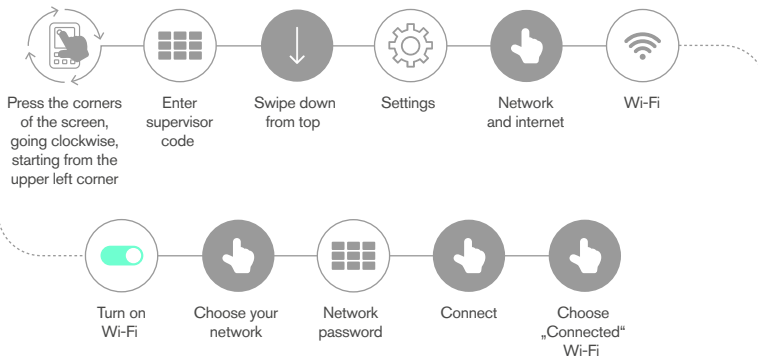 Press the corners
of the screen,
going clockwise,
starting from the
upper left corner
Enter
supervisor
code
Swipe down
from top
Settings
Network
and internet
Wi-Fi
Turn on
Wi-Fi
Choose your
network
Network
password
Connect
Choose
„Connected“
Wi-Fi